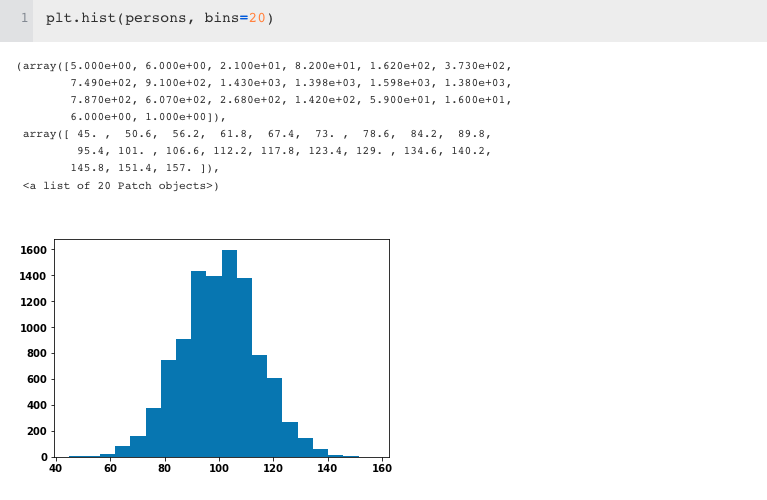 1 plt.hist(persons, bins=20)
(array([5.000e+00, 6.000e+00, 2.100e+01, 8.200e+01, 1.620e+02, 3.730e+02,
7.490e+02, 9.100e+02, 1.430e+03, 1.398e+03, 1.598e+03, 1.380e+03,
7.870e+02, 6.070e+02, 2.680e+02, 1.420e+02, 5.900e+01, 1.600e+01,
6.000e+00, 1.000e+00]),
array([ 45. , 50.6, 56.2, 61.8, 67.4, 73. , 78.6, 84.2, 89.8,
95.4, 101. , 106.6, 112.2, 117.8, 123.4, 129. , 134.6, 140.2,
145.8, 151.4, 157. ]),
<a list of 20 Patch objects>)
1600
1400
1200
1000
800
600
400
200
0
40 60 80 100 120 140 160